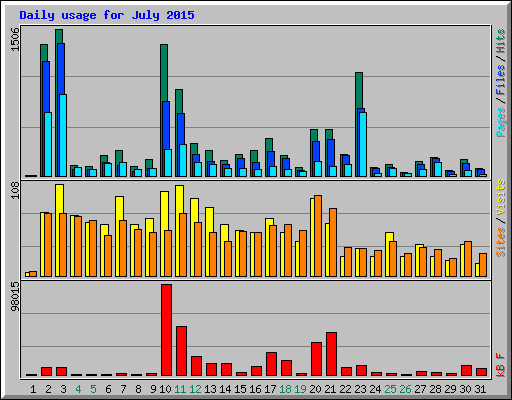 Daily usage for July 2015
1506
Pages / Files / Hits
108
Sites / Visits
98015
kB F
1 2 3 4 5 6 7 8 9 10 11 12 13 14 15 16 17 18 19 20 21 22 23 24 25 26 27 28 29 30 31